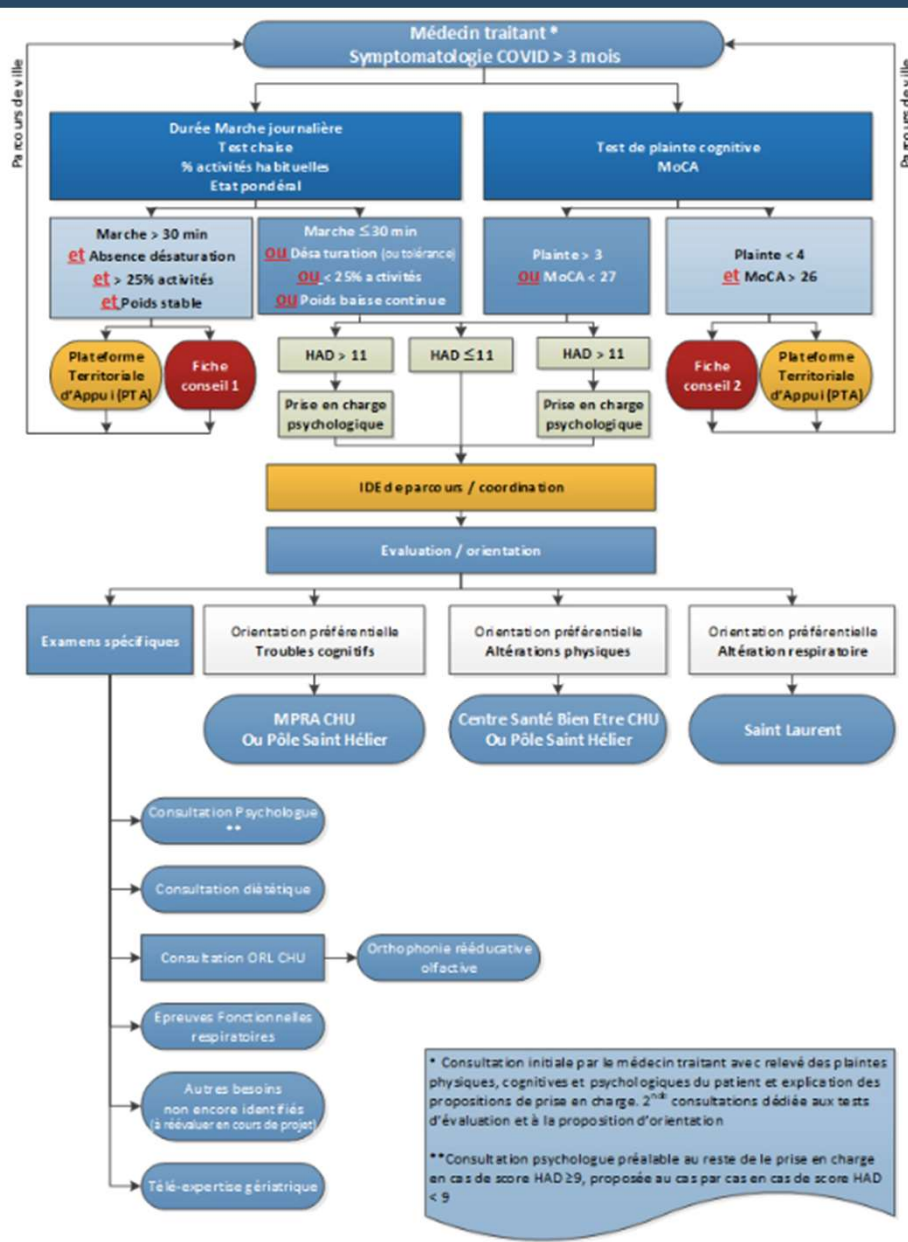 Médecin traitant *
Symptomatologie COVID > 3 mois
Parcours de ville
Parcours de ville
Durée Marche journalière
Test chaise
% activités habituelles
Etat pondéral
Test de plainte cognitive
MoCA
Marche > 30 min
et Absence désaturation
et > 25% activités
et Poids stable
Marche ≤30 min
ou Désaturation (ou tolérance)
ou < 25% activités
ou Poids baisse continue
Plainte > 3
ou MoCA < 27
Plainte < 4
et MoCA > 26
Plateforme
Territoriale
d'Appui (PTA)
Fiche
conseil 1
HAD > 11
HAD ≤11
HAD > 11
Fiche
conseil 2
Plateforme
Territoriale
d'Appui (PTA)
Prise en charge
psychologique
Prise en charge
psychologique
IDE de parcours / coordination
Evaluation / orientation
Examens spécifiques
Orientation préférentielle
Troubles cognitifs
Orientation préférentielle
Altérations physiques
Orientation préférentielle
Altération respiratoire
MPRA CHU
Ou Pôle Saint Hélier
Centre Santé Bien Etre CHU
Ou Pôle Saint Hélier
Saint Laurent
Consultation Psychologue
**
Consultation diététique
Consultation ORL CHU
Orthophonie rééducative
olfactive
Epreuves Fonctionnelles
respiratoires
Autres besoins
non encore identifiés
(à réévaluer en cours de projet)
Télé-expertise gériatrique
* Consultation initiale par le médecin traitant avec relevé des plaintes
physiques, cognitives et psychologiques du patient et explication des
propositions de prise en charge. 2nde consultations dédiée aux tests
d'évaluation et à la proposition d'orientation
**Consultation psychologue préalable au reste de le prise en charge
en cas de score HAD ≥9, proposée au cas par cas en cas de score HAD
< 9